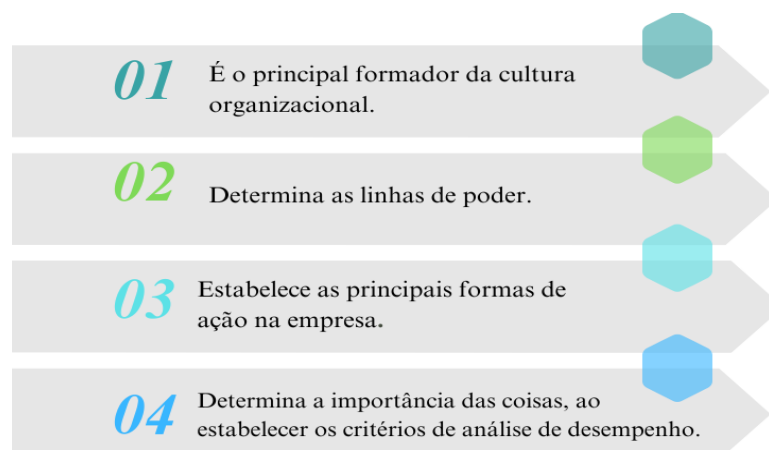 01
É o principal formador da cultura
organizacional.
02
Determina as linhas de poder.
03
Estabelece as principais formas de
ação na empresa.
04
Determina a importância das coisas, ao
estabelecer os critérios de análise de desempenho.